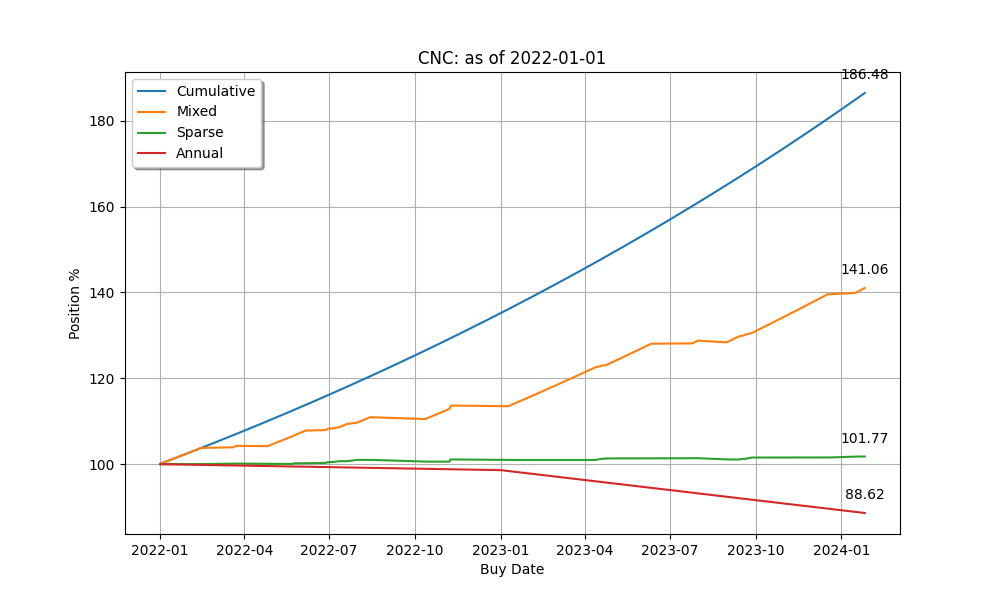 CNC: as of 2022-01-01
Cumulative
Mixed
Sparse
Annual
186.48
141.06
101.77
88.62
180
160
140
120
100
Position %
2022-01 2022-04 2022-07 2022-10 2023-01 2023-04 2023-07 2023-10 2024-01
Buy Date